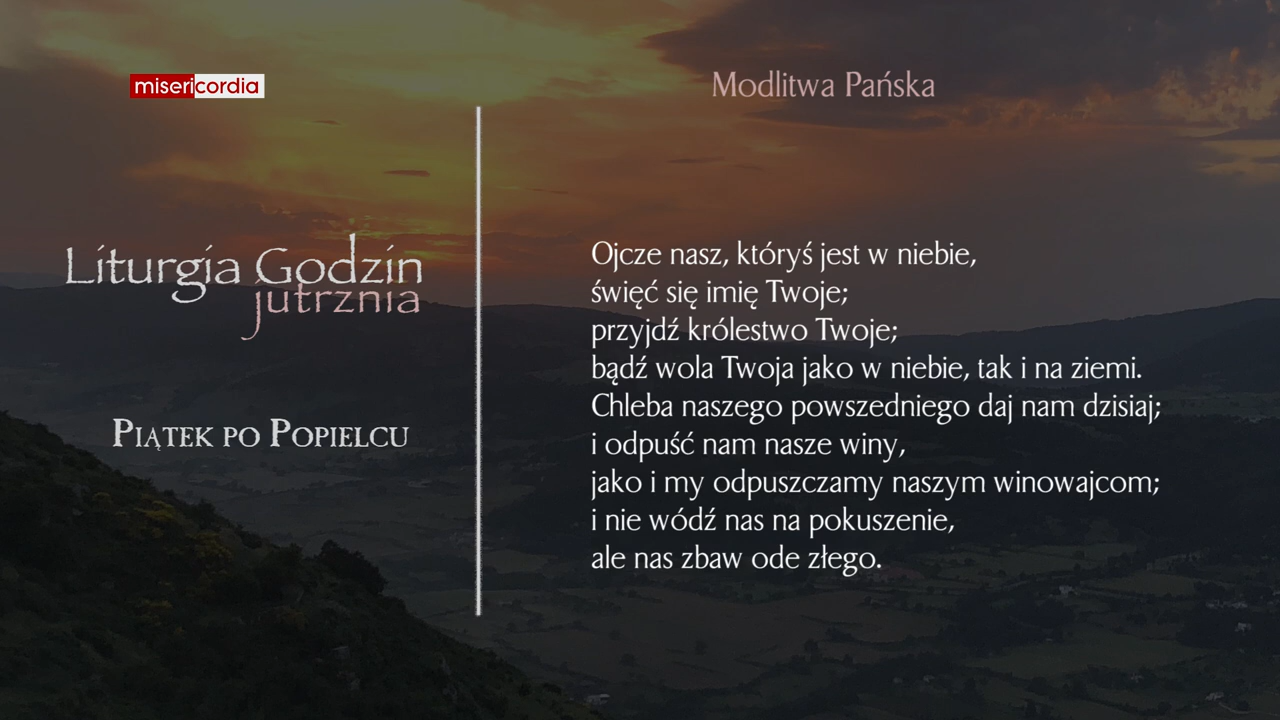 misericordia
Liturgia Godzin
jutrznia
Piątek po Popielcu
Modlitwa Pańska
Ojcze nasz, któryś jest w niebie,
święć się imię Twoje;
przyjdź królestwo Twoje;
bądź wola Twoja jako w niebie, tak i na ziemi.
Chleba naszego powszedniego daj nam dzisiaj;
i odpuść nam nasze winy,
jako i my odpuszczamy naszym winowajcom;
i nie wódź nas na pokuszenie,
ale nas zbaw ode złego.